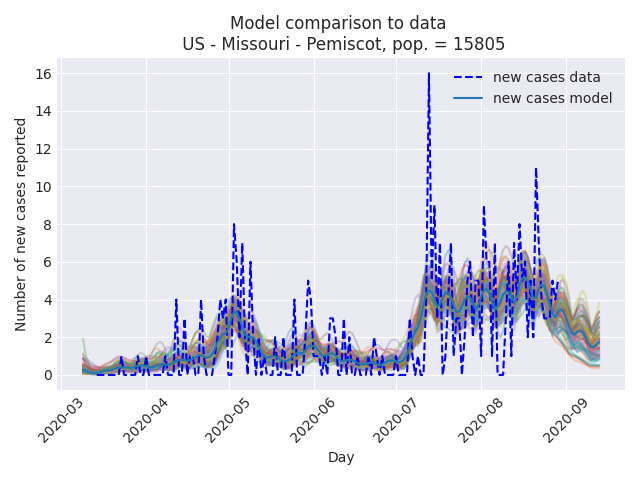 Model comparison to data
US - Missouri - Pemiscot, pop. = 15805
new cases data
new cases model
Number of new cases reported
16
14
12
10
8
6
4
2
0
2020-03
2020-04
2020-05
2020-06
2020-07
2020-08
2020-09
Day